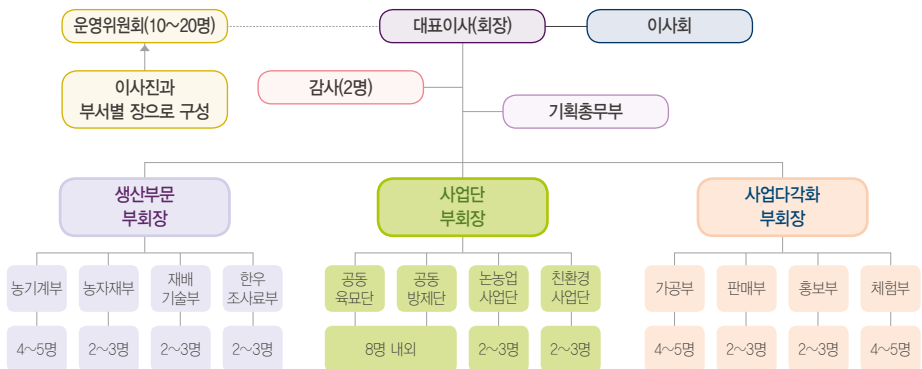 운영위원회(10~20명)
대표이사(회장)
이사회
이사진과
부서별 장으로 구성
감사(2명)
기획총무부
생산부문
부회장
사업단
부회장
사업다각화
부회장
농기계부
농자재부
재배
기술부
한우
조사료부
공동
육묘단
공동
방제단
논농업
사업단
친환경
사업단
가공부
판매부
홍보부
체험부
4~5명
2~3명
2~3명
2~3명
8명 내외
2~3명
2~3명
4~5명
2~3명
2~3명
4~5명